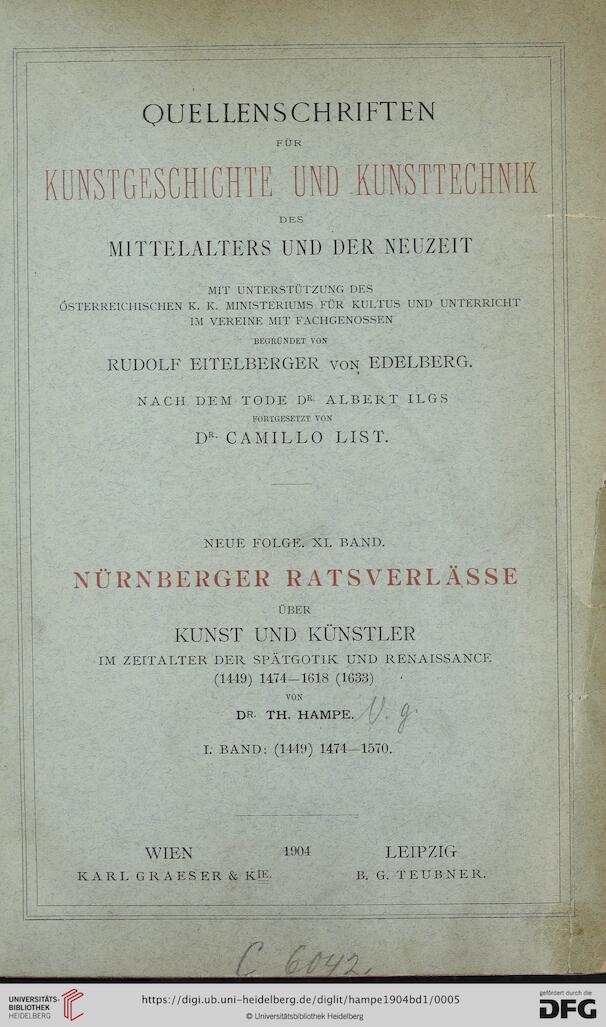 QUELLENSCHRIFTEN
FÜR
KUNSTGESCHICHTE UND KUNSTTECHNIK
DES
MITTELALTERS UND DER NEUZEIT
MIT UNTERSTÜTZUNG DES
ÖSTERREICHISCHEN K. K. MINISTERIUMS FÜR KULTUS UND UNTERRICHT
IM VEREINE MIT FACHGENOSSEN
BEGRÜNDET VON
RUDOLF EITELBERGER VON EDELBERG.
NACH DEM TODE DR. ALBERT ILGS
FORTGESETZT VON
DR. CAMILLO LIST.
NEUE FOLGE. XI. BAND.
NÜRNBERGER RATSVERLÄSSE
ÜBER
KUNST UND KÜNSTLER
IM ZEITALTER DER SPÄTGOTIK UND RENAISSANCE
(1449) 1474—1618 (1633)
VON
DR. TH. HAMPE. V. g.
I. BAND: (1449) 1474—1570.
WIEN 1904 LEIPZIG
KARL GRAESER & KIE. B. G. TEUBNER.
C 6042.
UNIVERSITÄTS-
BIBLIOTHEK
HEIDELBERG
https://digi.ub.uni-heidelberg.de/diglit/hampe1904bd1/0005
© Universitätsbibliothek Heidelberg
gefördert durch die
DFG